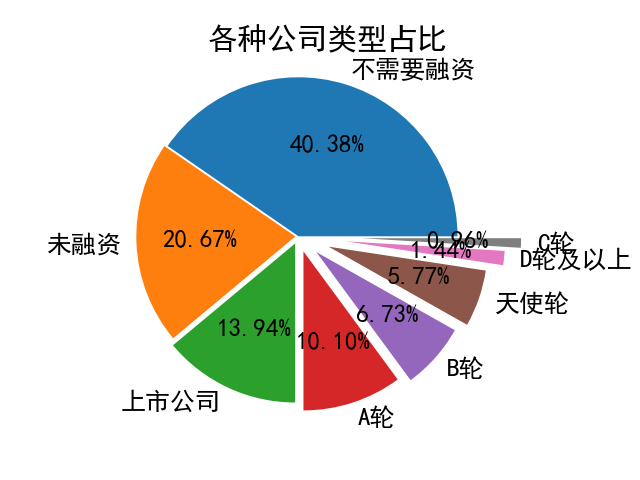 各种公司类型占比
不需要融资
40.38%
未融资
20.67%
上市公司
13.94%
A轮
10.10%
B轮
6.73%
天使轮
5.77%
D轮及以上
1.44%
C轮
0.96%